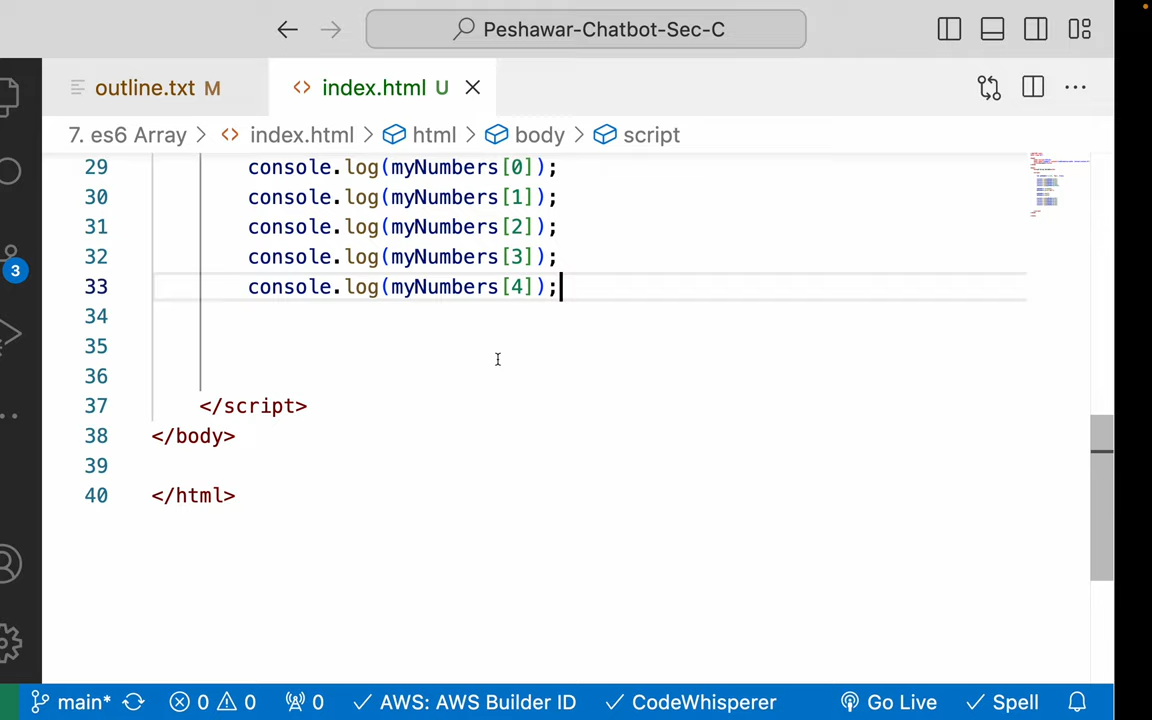 Peshawar-Chatbot-Sec-C
outline.txt M
index.html U
7. es6 Array > index.html > html > body > script
29 console.log(myNumbers[0]);
30 console.log(myNumbers[1]);
31 console.log(myNumbers[2]);
32 console.log(myNumbers[3]);
33 console.log(myNumbers[4]);
34
35
36
37 </script>
38 </body>
39
40 </html>
3
main* 0 0 0 AWS: AWS Builder ID CodeWhisperer Go Live Spell